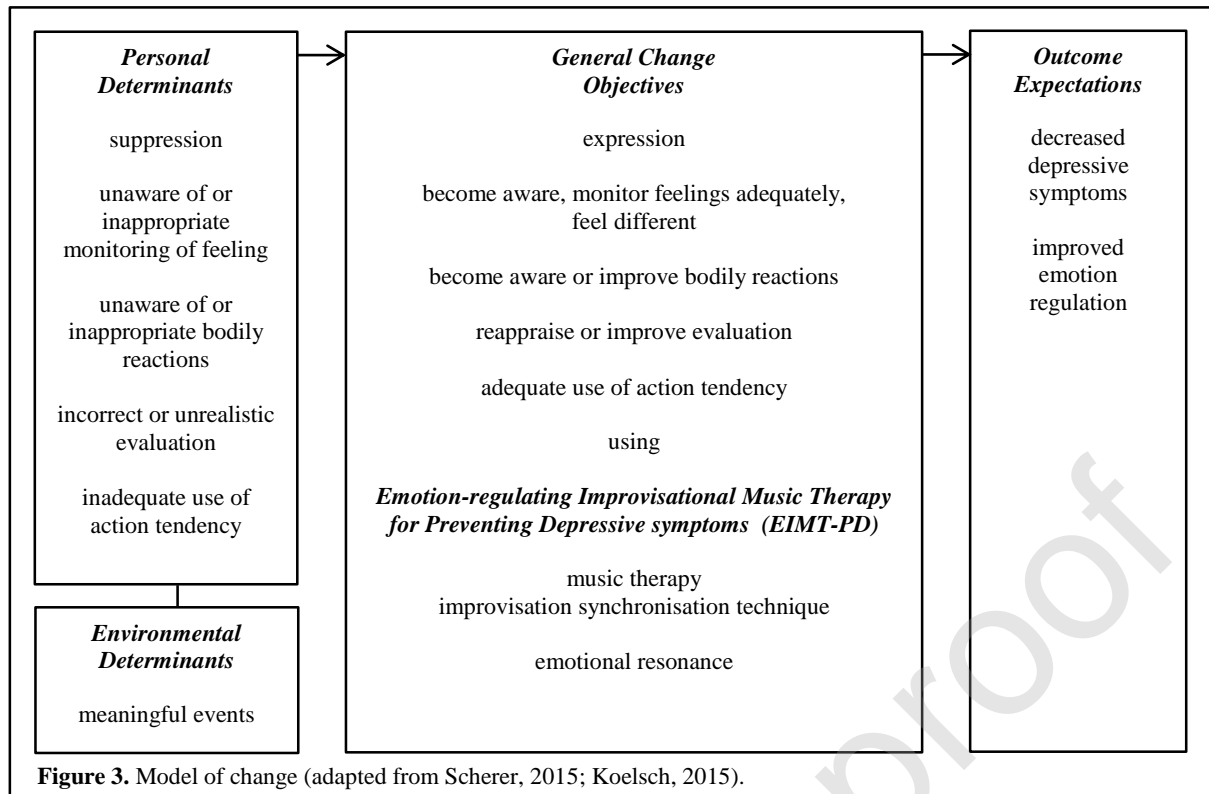 Personal
Determinants
suppression
unaware of or
inappropriate
monitoring of feeling
unaware of or
inappropriate bodily
reactions
incorrect or unrealistic
evaluation
inadequate use of
action tendency
Environmental
Determinants
meaningful events
General Change
Objectives
expression
become aware, monitor feelings adequately,
feel different
become aware or improve bodily reactions
reappraise or improve evaluation
adequate use of action tendency
using
Emotion-regulating Improvisational Music Therapy
for Preventing Depressive symptoms (EIMT-PD)
music therapy
improvisation synchronisation technique
emotional resonance
Outcome
Expectations
decreased
depressive
symptoms
improved
emotion
regulation
proof
Figure 3. Model of change (adapted from Scherer, 2015; Koelsch, 2015).